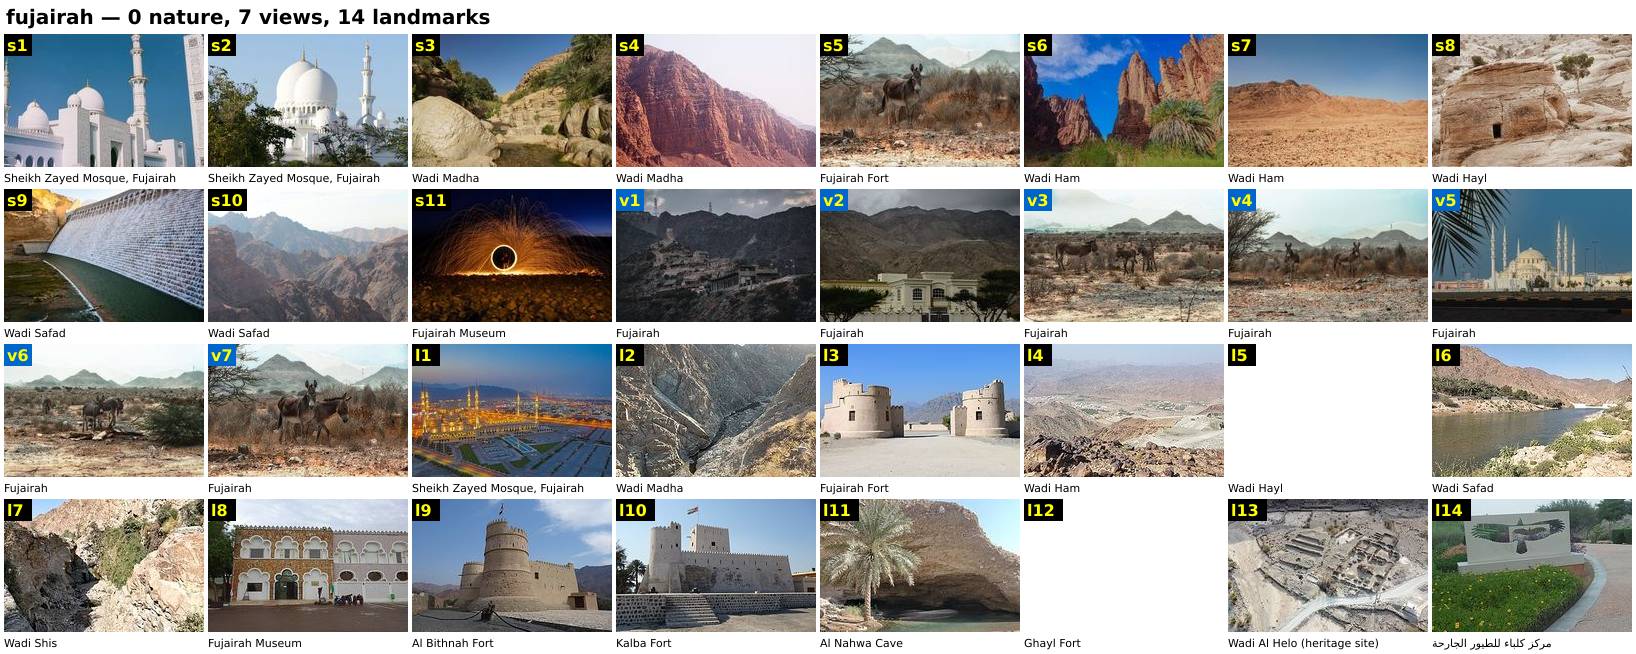 fujairah — 0 nature, 7 views, 14 landmarks
s1
s2
s3
s4
s5
s6
s7
s8
Sheikh Zayed Mosque, Fujairah
Sheikh Zayed Mosque, Fujairah
Wadi Madha
Wadi Madha
Fujairah Fort
Wadi Ham
Wadi Ham
Wadi Hayl
s9
s10
s11
v1
v2
v3
v4
v5
Wadi Safad
Wadi Safad
Fujairah Museum
Fujairah
Fujairah
Fujairah
Fujairah
Fujairah
v6
v7
l1
l2
l3
l4
l5
l6
Fujairah
Fujairah
Sheikh Zayed Mosque, Fujairah
Wadi Madha
Fujairah Fort
Wadi Ham
Wadi Hayl
Wadi Safad
l7
l8
l9
l10
l11
l12
l13
l14
Wadi Shis
Fujairah Museum
Al Bithnah Fort
Kalba Fort
Al Nahwa Cave
Ghayl Fort
Wadi Al Helo (heritage site)
مركز كلباء للطيور الجارحة